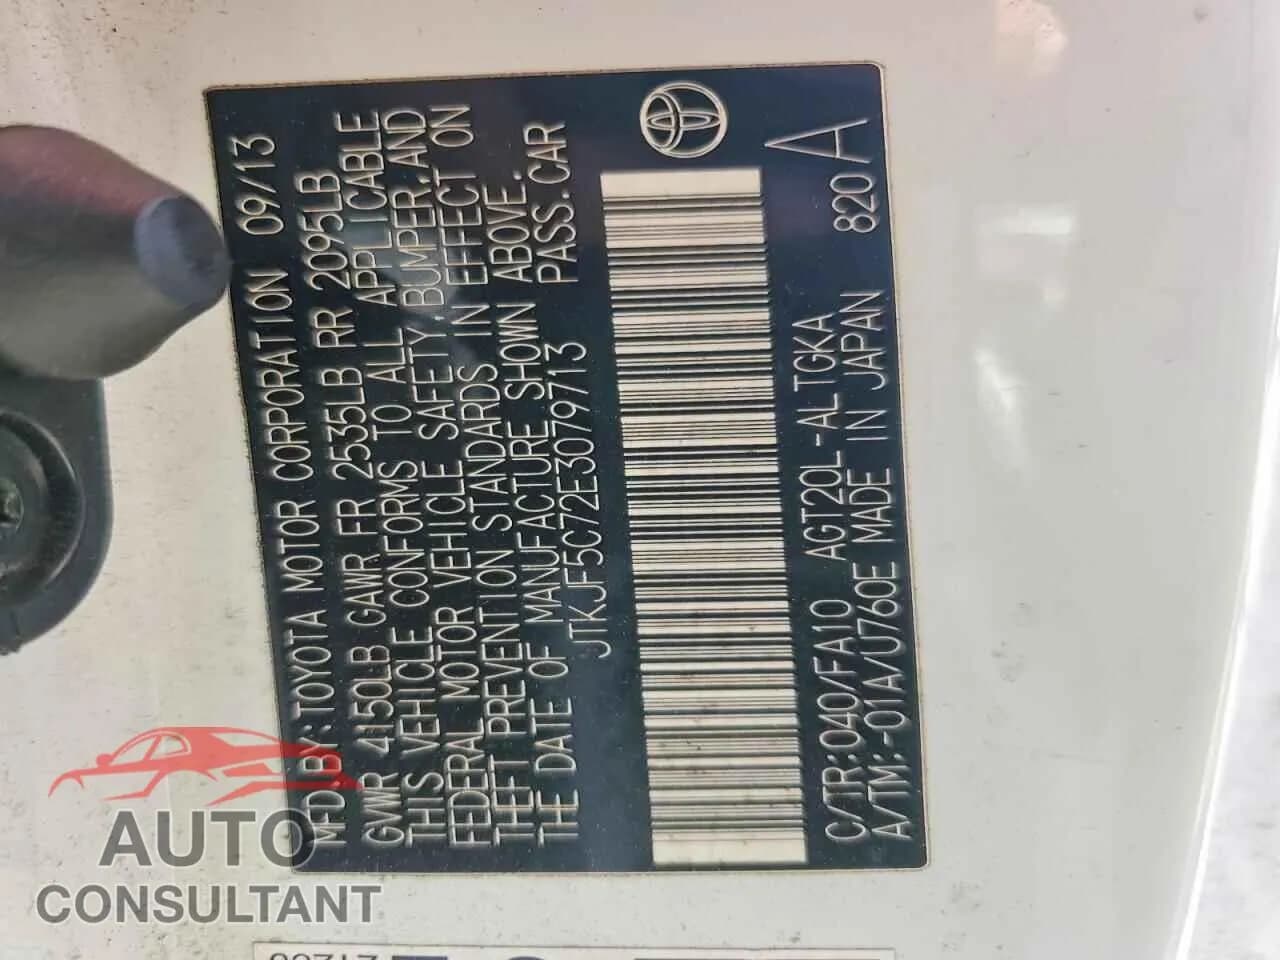 MFD.BY:TOYOTA MOTOR CORPORATION 09/13
GVWR 4150LB GAWR FR 2535LB RR 2095LB
THIS VEHICLE CONFORMS TO ALL APPLICABLE
FEDERAL MOTOR VEHICLE SAFETY,BUMPER,AND
THEFT PREVENTION STANDARDS IN EFFECT ON
THE DATE OF MANUFACTURE SHOWN ABOVE.
JTKJF5C72E3079713 PASS.CAR
C/TR:040/FA10 AGT20L-ALTGKA 820A
A/TM:-01A/U760E MADE IN JAPAN
AUTO
CONSULTANT